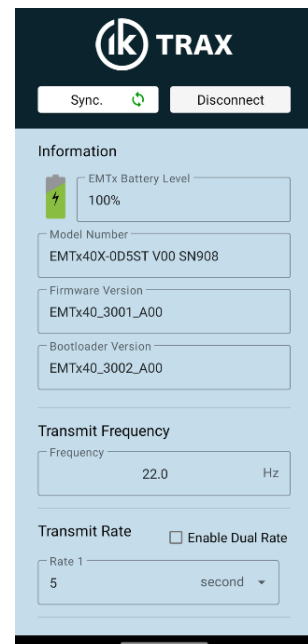 ik TRAX
Sync. Disconnect
Information
EMTx Battery Level
100%
Model Number
EMTx40X-0D5ST V00 SN908
Firmware Version
EMTx40_3001_A00
Bootloader Version
EMTx40_3002_A00
Transmit Frequency
Frequency
22.0 Hz
Transmit Rate Enable Dual Rate
Rate 1
5 second